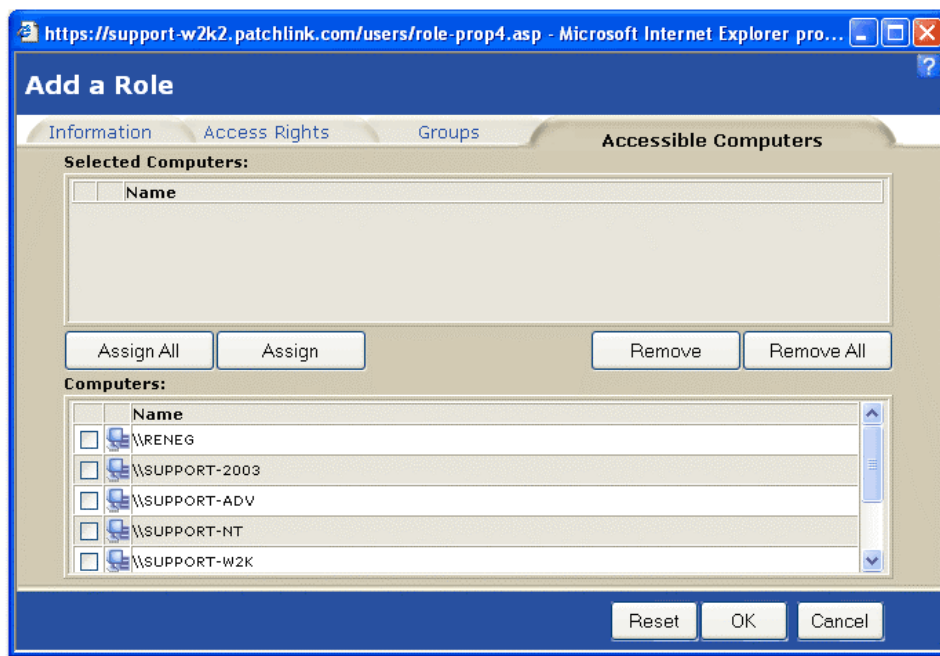 https://support-w2k2.patchlink.com/users/role-prop4.asp - Microsoft Internet Explorer pro...
?
Add a Role
Information Access Rights Groups Accessible Computers
Selected Computers:
Name
Assign All Assign Remove Remove All
Computers:
Name
\\RENEG
\\SUPPORT-2003
\\SUPPORT-ADV
\\SUPPORT-NT
\\SUPPORT-W2K
Reset OK Cancel